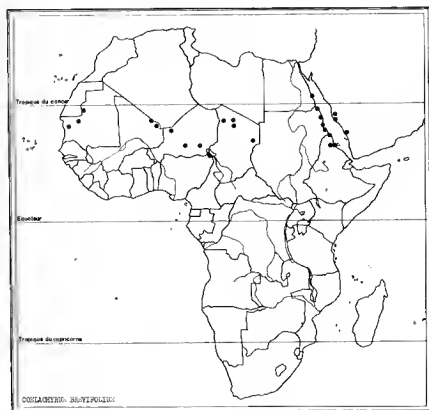 Tropique du cancer
Equateur
Tropique du capricorne
COELACHYRUM BREVIFOLIUM